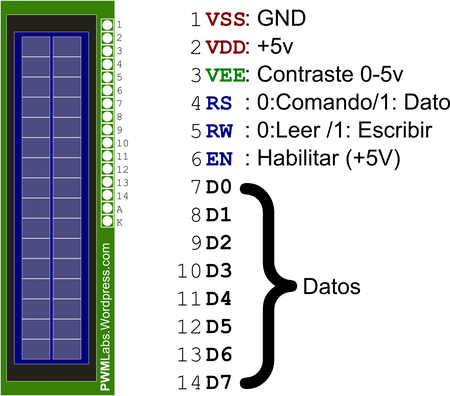 1
2
3
4
5
6
7
8
9
10
11
12
13
14
A
K
PWMLabs.Wordpress.com
1 VSS: GND
2 VDD: +5v
3 VEE: Contraste 0-5v
4 RS : 0:Comando/1: Dato
5 RW : 0:Leer /1: Escribir
6 EN : Habilitar (+5V)
7 D0
8 D1
9 D2
10 D3
11 D4
12 D5
13 D6
14 D7
Datos